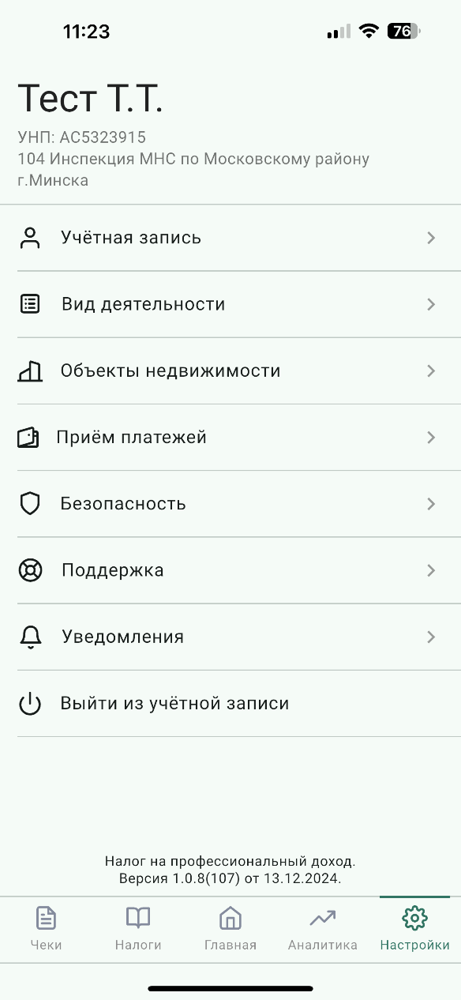 11:23
76
Тест Т.Т.
УНП: AC5323915
104 Инспекция МНС по Московскому району
г.Минска
Учётная запись
Вид деятельности
Объекты недвижимости
Приём платежей
Безопасность
Поддержка
Уведомления
Выйти из учётной записи
Налог на профессиональный доход.
Версия 1.0.8(107) от 13.12.2024.
Чеки
Налоги
Главная
Аналитика
Настройки